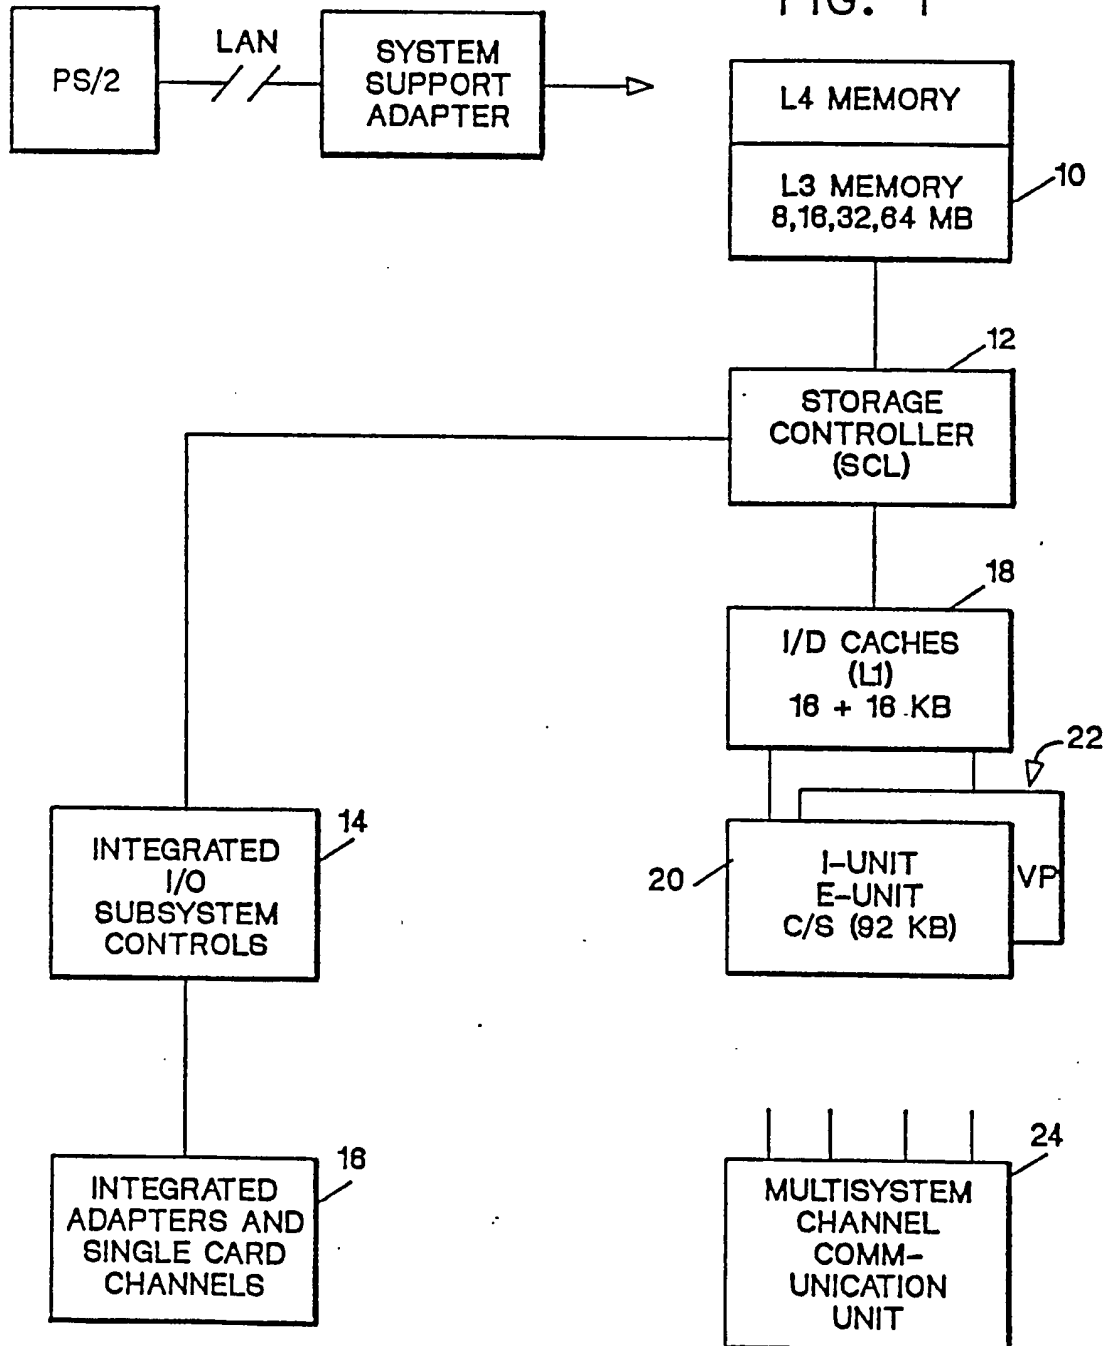 FIG. 1
PS/2
LAN
SYSTEM
SUPPORT
ADAPTER
L4 MEMORY
L3 MEMORY
8,16,32,64 MB
10
12
STORAGE
CONTROLLER
(SCL)
18
I/D CACHES
(L1)
16 + 16 KB
22
14
INTEGRATED
I/O
SUBSYSTEM
CONTROLS
20
I-UNIT
E-UNIT
C/S (92 KB)
VP
16
INTEGRATED
ADAPTERS AND
SINGLE CARD
CHANNELS
24
MULTISYSTEM
CHANNEL
COMM-
UNICATION
UNIT